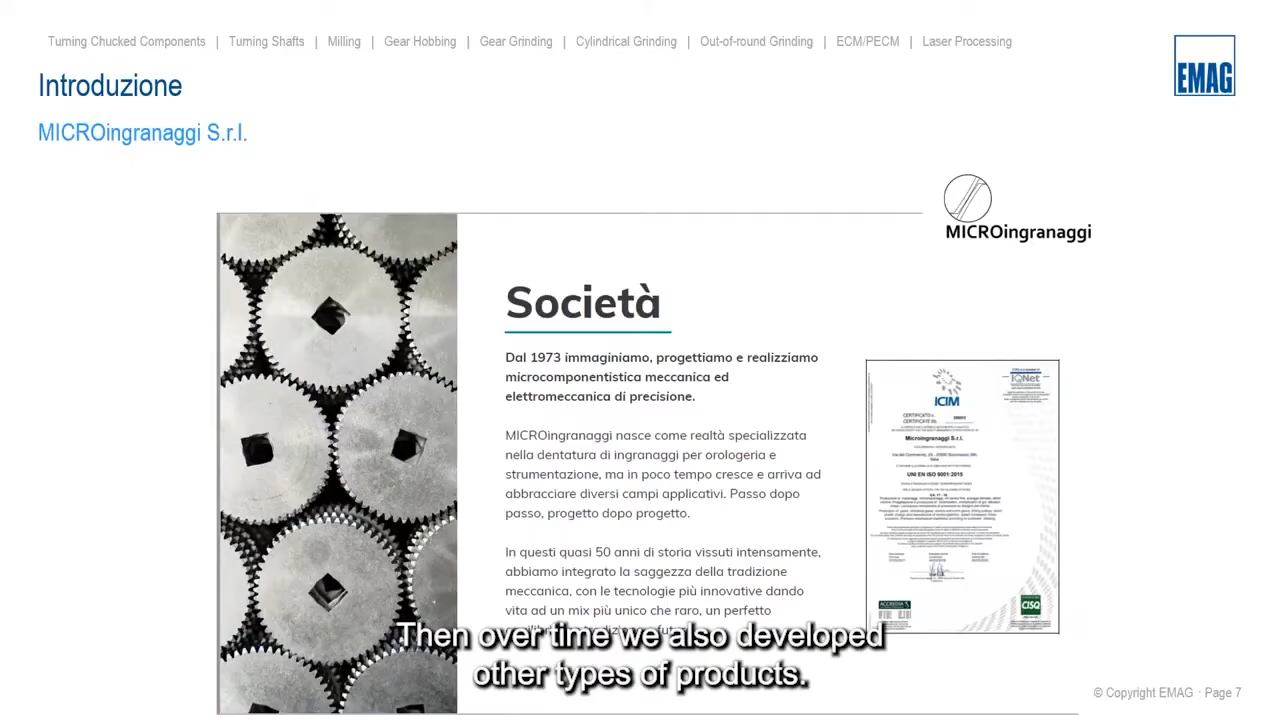 Turning Chucked Components | Turning Shafts | Milling | Gear Hobbing | Gear Grinding | Cylindrical Grinding | Out-of-round Grinding | ECM/PECM | Laser Processing
EMAG
Introduzione
MICROingranaggi S.r.l.
MICROingranaggi
Società
Dal 1973 immaginiamo, progettiamo e realizziamo
microcomponentistica meccanica ed
elettromeccanica di precisione.
MICROingranaggi nasce come realtà specializzata
nella dentatura di ingranaggi per orologeria e
strumentazione, ma in poco tempo cresce e arriva ad
abbracciare diversi campi applicativi. Passo dopo
passo, progetto dopo progetto.
In questi quasi 50 anni di storia vissuti intensamente,
abbiamo integrato la saggezza della tradizione
meccanica, con le tecnologie più innovative dando
vita ad un mix più unico che raro, un perfetto
ICIM
IQNet
Microingranaggi S.r.l.
UNI EN ISO 9001:2015
ACCREDIA
CISQ
Then over time we also developed
other types of products.
© Copyright EMAG · Page 7